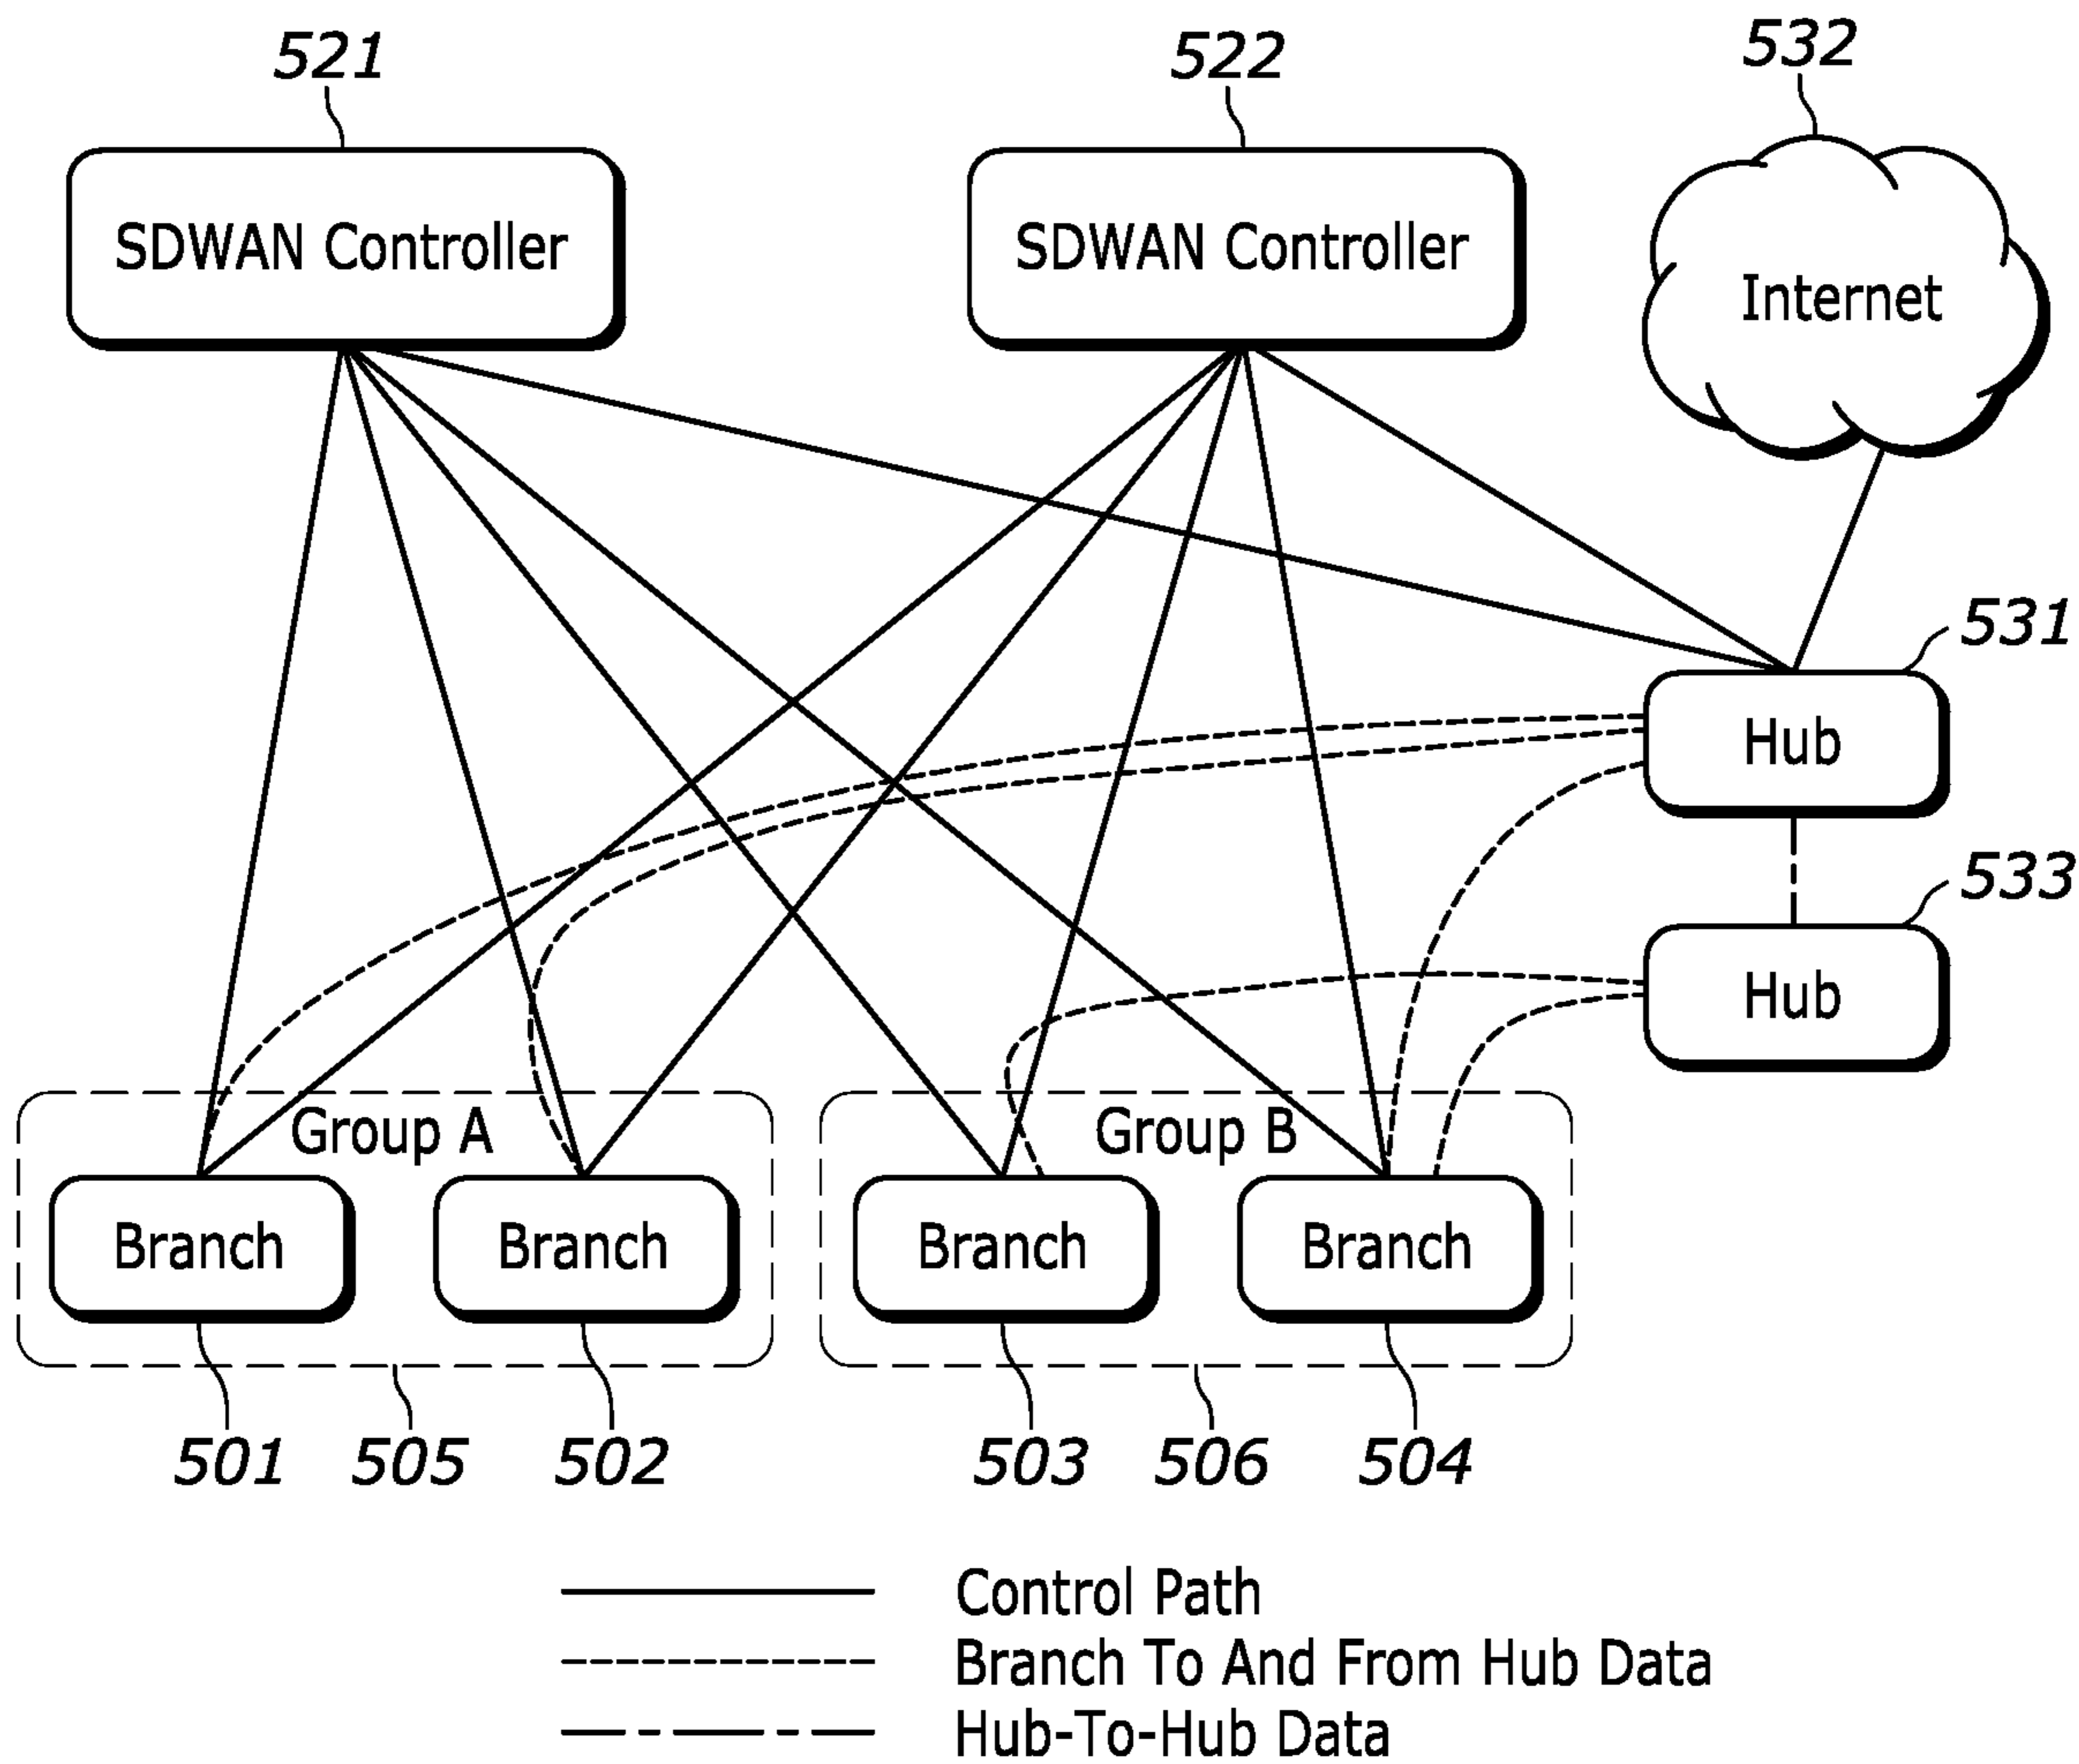 521
522
532
SDWAN Controller
SDWAN Controller
Internet
531
Hub
533
Hub
Group A
Group B
Branch
Branch
Branch
Branch
501
505
502
503
506
504
Control Path
Branch To And From Hub Data
Hub-To-Hub Data